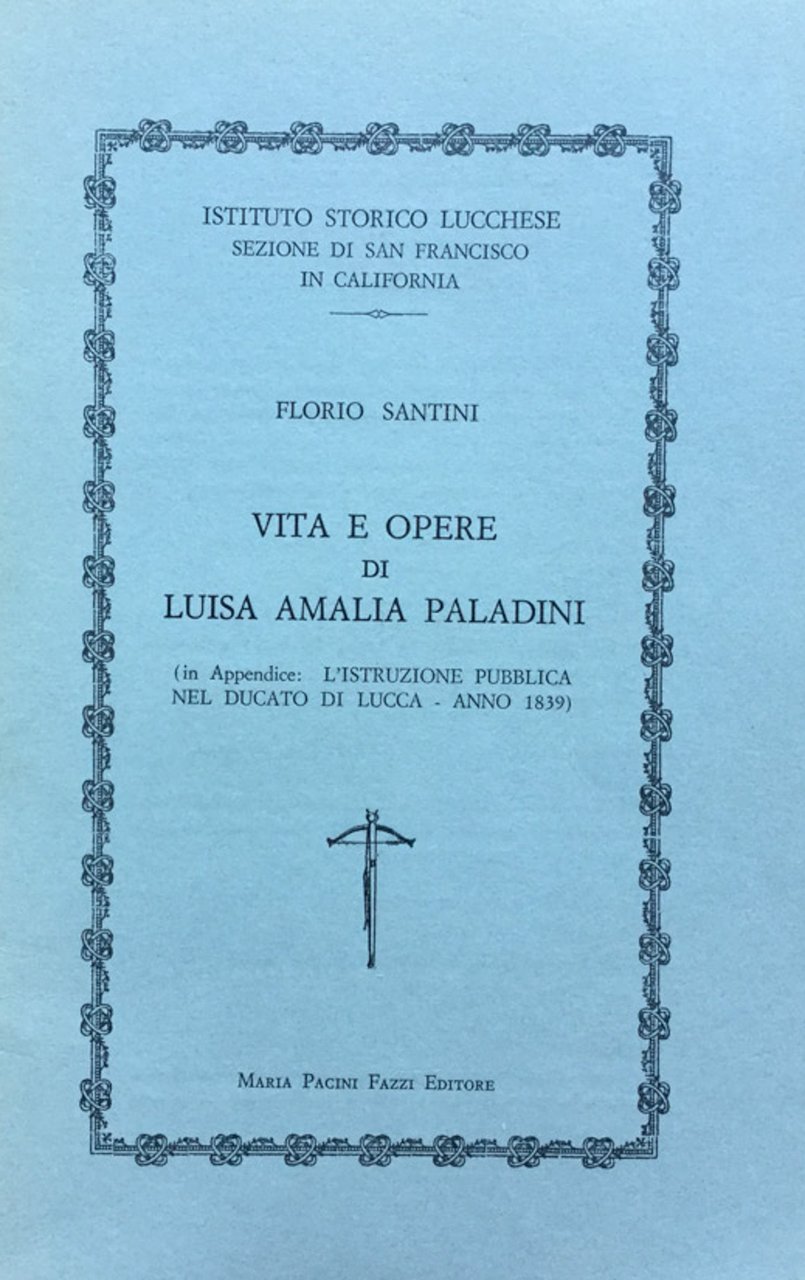 ISTITUTO STORICO LUCCHESE
SEZIONE DI SAN FRANCISCO
IN CALIFORNIA
FLORIO SANTINI
VITA E OPERE
DI
LUISA AMALIA PALADINI
(in Appendice: L'ISTRUZIONE PUBBLICA
NEL DUCATO DI LUCCA - ANNO 1839)
MARIA PACINI FAZZI EDITORE